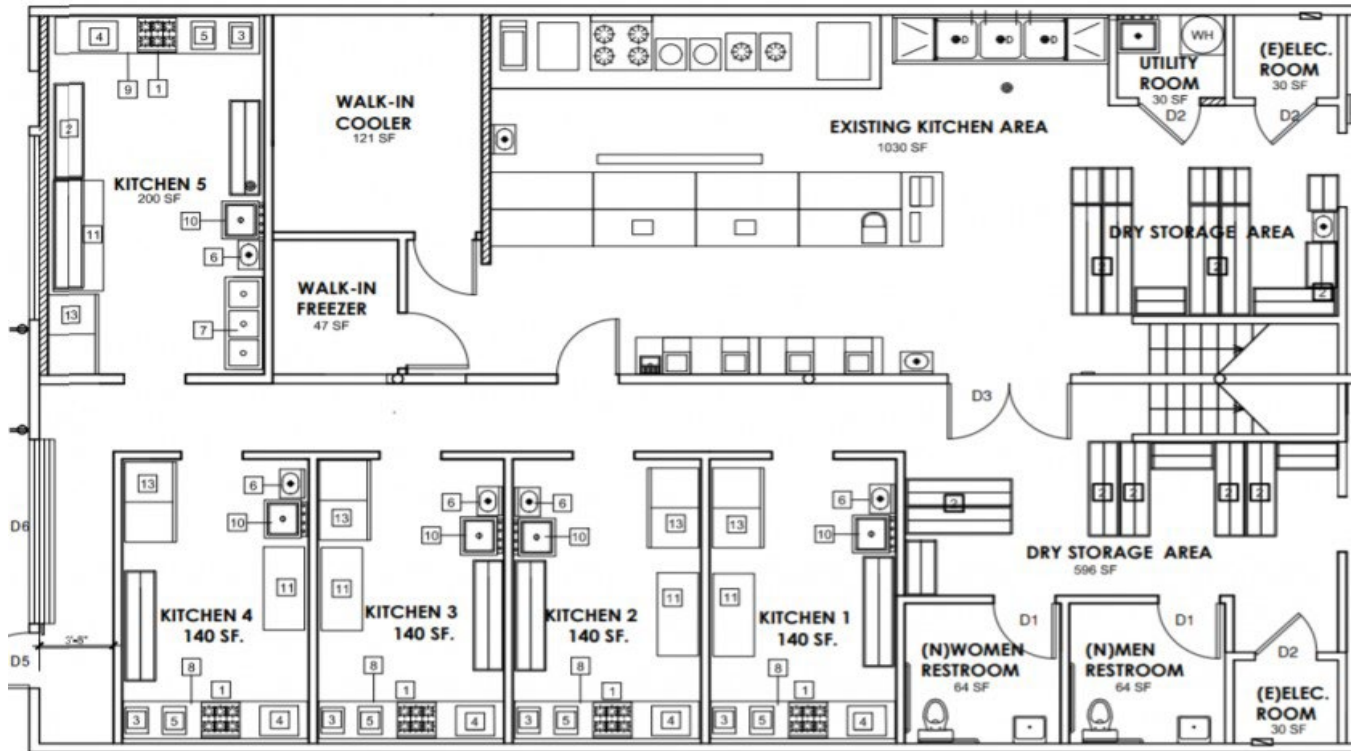 4
5
3
9
1
WALK-IN
COOLER
121 SF
EXISTING KITCHEN AREA
1030 SF
D
D
D
WH
UTILITY
ROOM
30 SF
D2
(E)ELEC.
ROOM
30 SF
D2
2
KITCHEN 5
200 SF
10
11
6
13
7
WALK-IN
FREEZER
47 SF
DRY STORAGE AREA
2
2
2
D3
D6
D5
3'-8"
13
6
10
11
KITCHEN 4
140 SF.
8
1
3
5
4
13
6
10
11
KITCHEN 3
140 SF.
8
1
3
5
4
6
13
10
11
KITCHEN 2
140 SF.
8
1
3
5
4
13
6
10
11
KITCHEN 1
140 SF.
8
1
3
5
4
2
2
2
2
DRY STORAGE AREA
596 SF
D1
D1
(N)WOMEN
RESTROOM
64 SF
(N)MEN
RESTROOM
64 SF
D2
(E)ELEC.
ROOM
30 SF